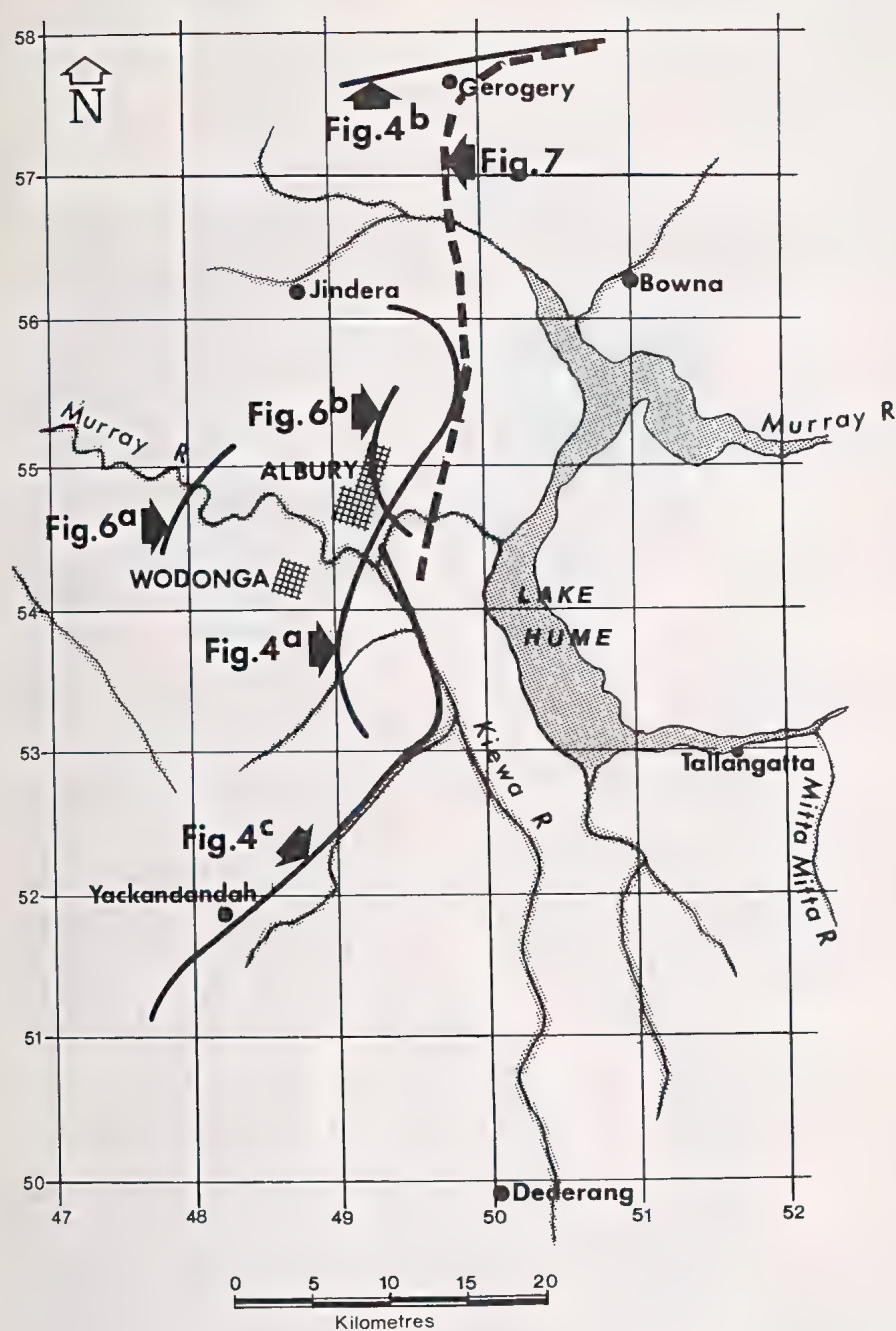 58
N
Gerogery
Fig.4b
Fig.7
57
Jindera
Bowna
56
Murray R
Fig.6b
Murray R
55
ALBURY
Fig.6a
WODONGA
54
LAKE
HUME
Fig.4a
53
Kiewa R
Tallangatta
Mitta Mitta R
Fig.4c
Yackandandah
52
51
50
Dederang
47 48 49 50 51 52
0 5 10 15 20
Kilometres